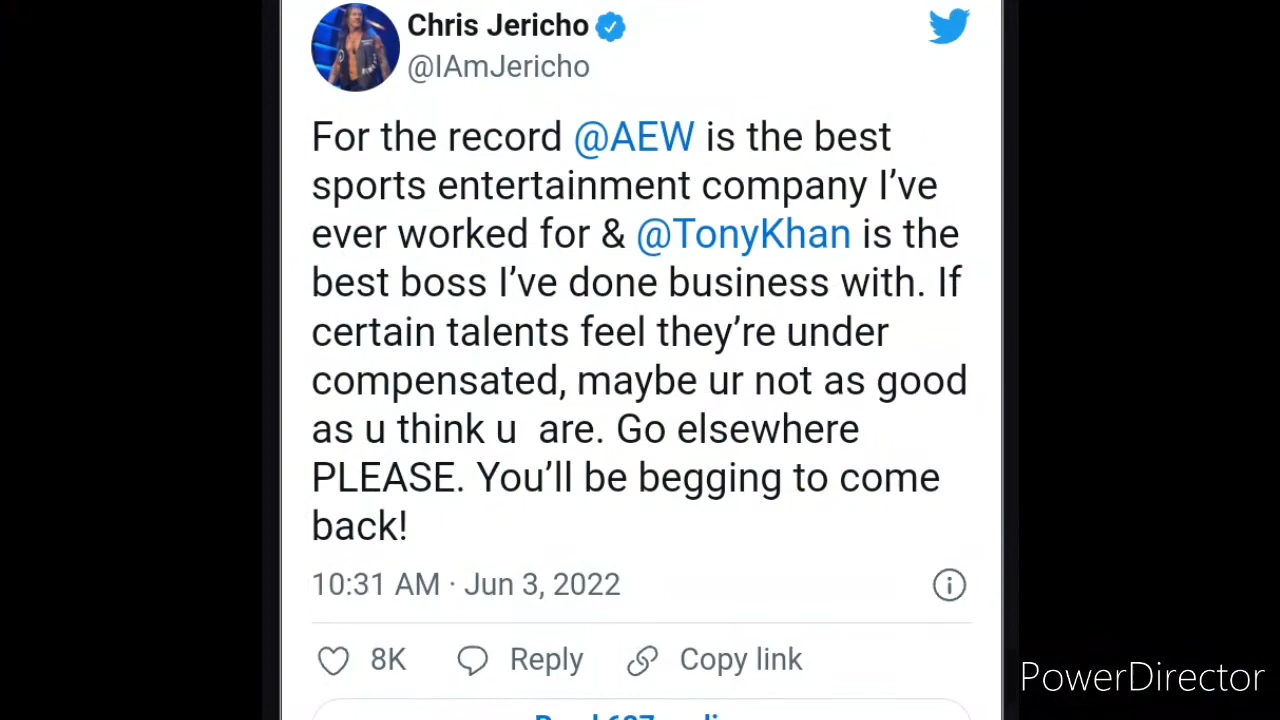 Chris Jericho
@IAmJericho
For the record @AEW is the best
sports entertainment company I’ve
ever worked for & @TonyKhan is the
best boss I’ve done business with. If
certain talents feel they’re under
compensated, maybe ur not as good
as u think u  are. Go elsewhere
PLEASE. You’ll be begging to come
back!
10:31 AM · Jun 3, 2022
8K Reply Copy link
PowerDirector